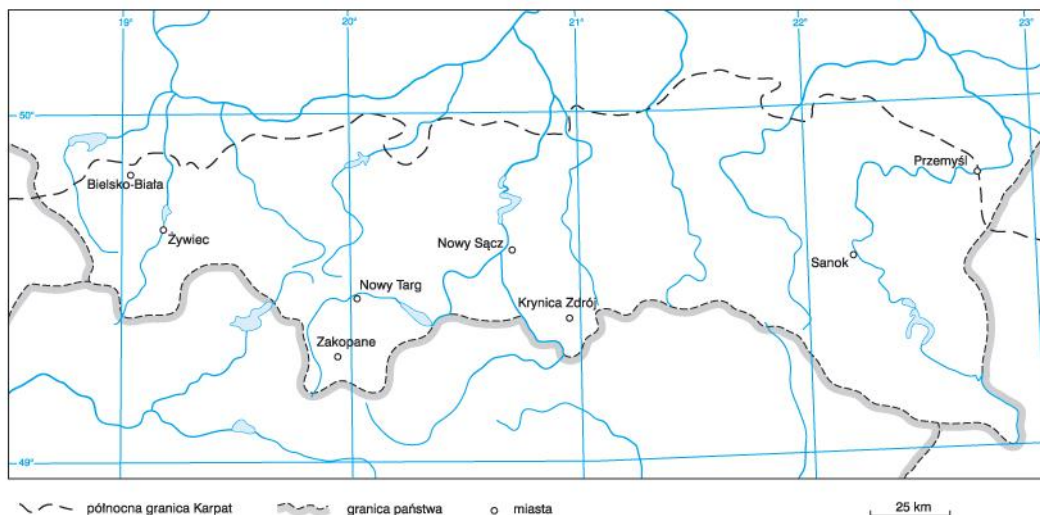 19° 20° 21° 22° 23°
50°
Przemyśl
Bielsko-Biała
Żywiec
Nowy Sącz
Sanok
Nowy Targ
Krynica Zdrój
Zakopane
49°
północna granica Karpat granica państwa miasta 25 km